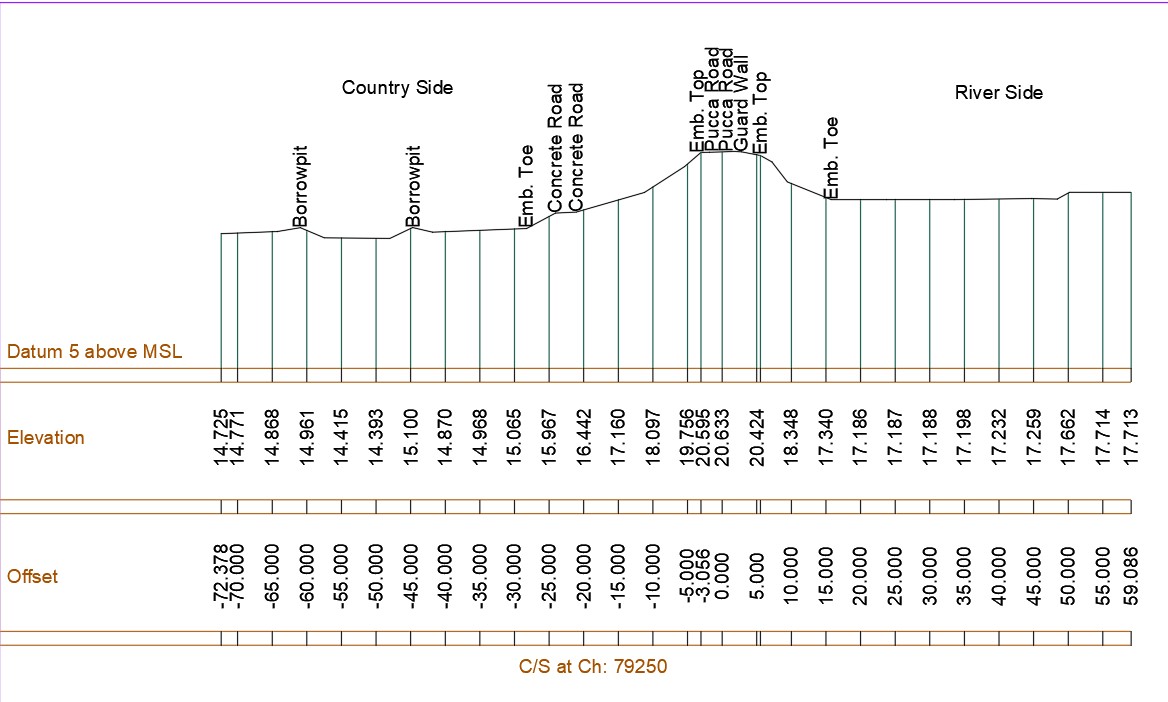 Country Side
River Side
Borrowpit
Borrowpit
Emb. Toe
Concrete Road
Concrete Road
Emb. Top
Pucca Road
Pucca Road
Guard Wall
Emb. Top
Emb. Toe
Datum 5 above MSL
Elevation
14.725 14.771 14.868 14.961 14.415 14.393 15.100 14.870 14.968 15.065 15.967 16.442 17.160 18.097 19.756 20.595 20.633 20.424 18.348 17.340 17.186 17.187 17.188 17.198 17.232 17.259 17.662 17.714 17.713
Offset
-72.378 -70.000 -65.000 -60.000 -55.000 -50.000 -45.000 -40.000 -35.000 -30.000 -25.000 -20.000 -15.000 -10.000 -5.000 -3.056 0.000 5.000 10.000 15.000 20.000 25.000 30.000 35.000 40.000 45.000 50.000 55.000 59.086
C/S at Ch: 79250